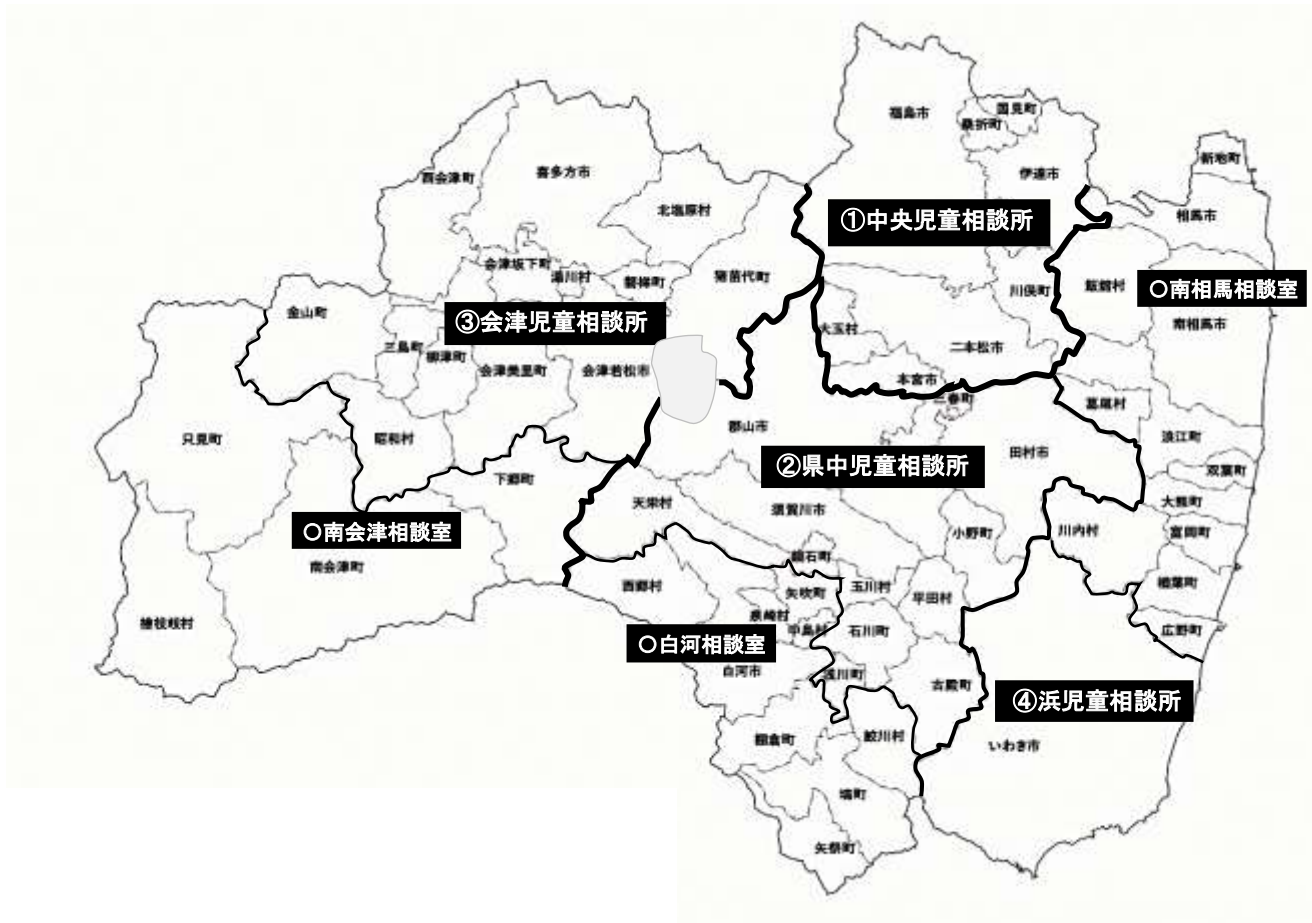 福島市
国見町
桑折町
新地町
喜多方市
伊達市
西会津町
北塩原村
相馬市
①中央児童相談所
会津坂下町
湯川村
磐梯町
猪苗代町
川俣町
飯舘村
○南相馬相談室
金山町
③会津児童相談所
大玉村
南相馬市
三島町
柳津町
二本松市
会津美里町
会津若松市
本宮市
三春町
葛尾村
只見町
昭和村
郡山市
田村市
浪江町
②県中児童相談所
双葉町
下郷町
天栄村
須賀川市
大熊町
○南会津相談室
小野町
川内村
富岡町
鏡石町
南会津町
西郷村
矢吹町
玉川村
平田村
楢葉町
泉崎村
檜枝岐村
中島村
石川町
広野町
○白河相談室
白河市
浅川町
古殿町
④浜児童相談所
棚倉町
鮫川村
いわき市
塙町
矢祭町